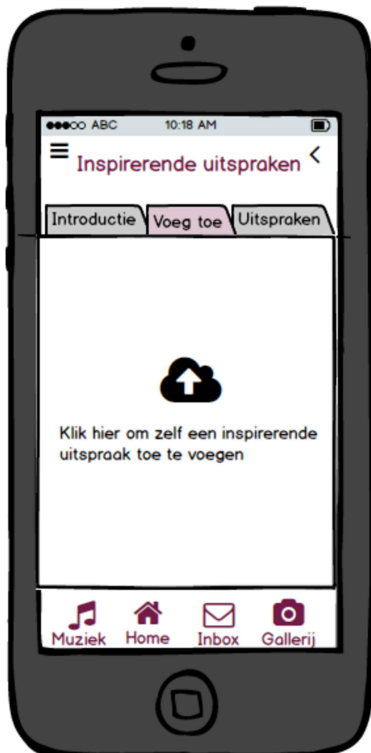 ABC 10:18 AM
Inspirerende uitspraken
Introductie Voeg toe Uitspraken
Klik hier om zelf een inspirerende
uitspraak toe te voegen
Muziek Home Inbox Gallerij